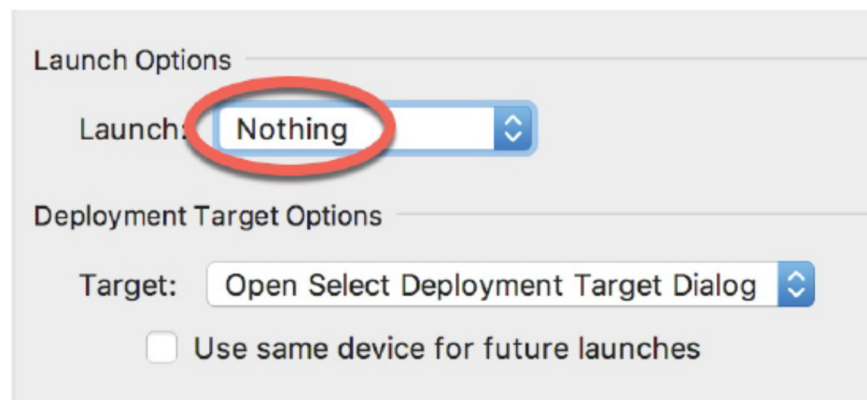 Launch Options
Launch: Nothing
Deployment Target Options
Target: Open Select Deployment Target Dialog
Use same device for future launches